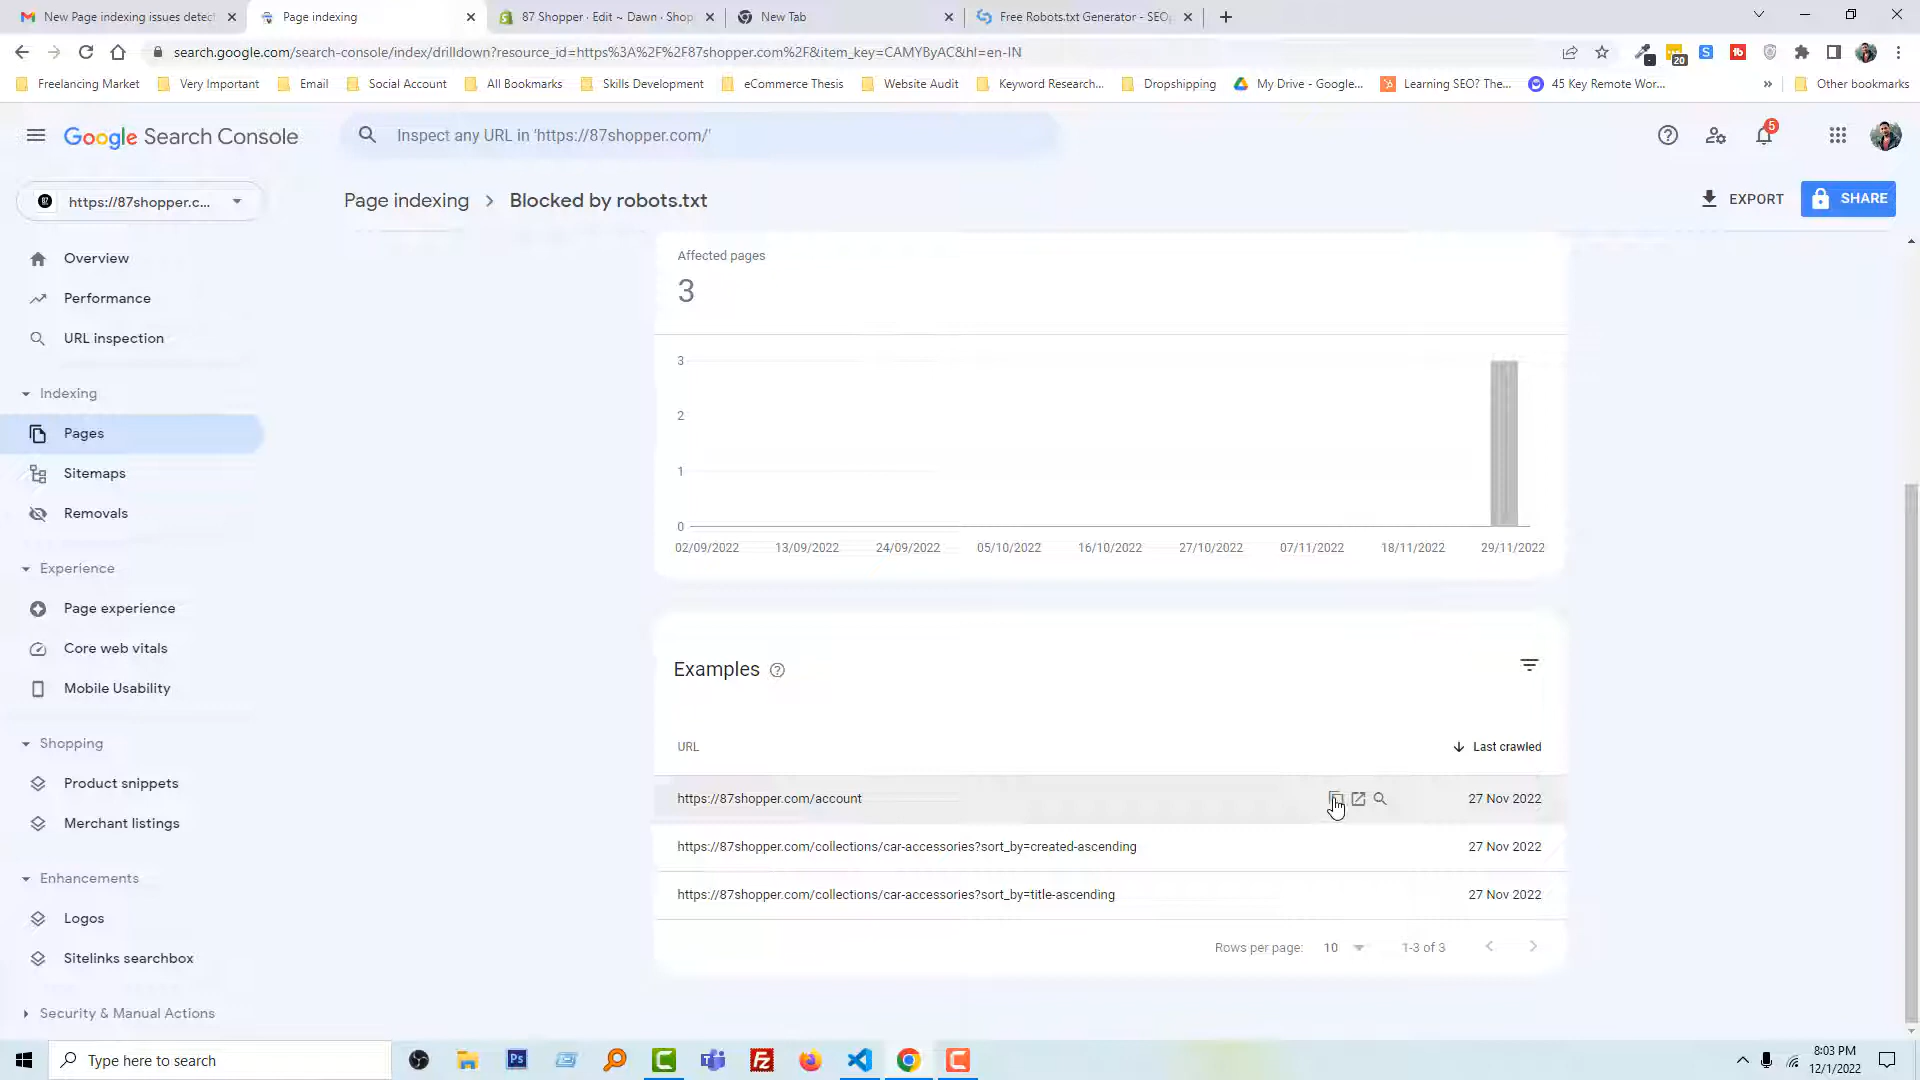 New Page indexing issues detec
Page indexing
87 Shopper · Edit ~ Dawn · Shop
New Tab
Free Robots.txt Generator - SEO
search.google.com/search-console/index/drilldown?resource_id=https%3A%2F%2F87shopper.com%2F&item_key=CAMYByAC&hl=en-IN
20
Freelancing Market
Very Important
Email
Social Account
All Bookmarks
Skills Development
eCommerce Thesis
Website Audit
Keyword Research...
Dropshipping
My Drive - Google...
Learning SEO? The...
45 Key Remote Wor...
»
Other bookmarks
Google Search Console
Inspect any URL in 'https://87shopper.com/'
5
https://87shopper.c...
Page indexing > Blocked by robots.txt
EXPORT
SHARE
Overview
Performance
URL inspection
Indexing
Pages
Sitemaps
Removals
Experience
Page experience
Core web vitals
Mobile Usability
Shopping
Product snippets
Merchant listings
Enhancements
Logos
Sitelinks searchbox
Security & Manual Actions
Affected pages
3
3
2
1
0
02/09/2022 13/09/2022 24/09/2022 05/10/2022 16/10/2022 27/10/2022 07/11/2022 18/11/2022 29/11/2022
Examples
URL
Last crawled
https://87shopper.com/account 27 Nov 2022
https://87shopper.com/collections/car-accessories?sort_by=created-ascending 27 Nov 2022
https://87shopper.com/collections/car-accessories?sort_by=title-ascending 27 Nov 2022
Rows per page: 10 1-3 of 3
Type here to search
8:03 PM
12/1/2022